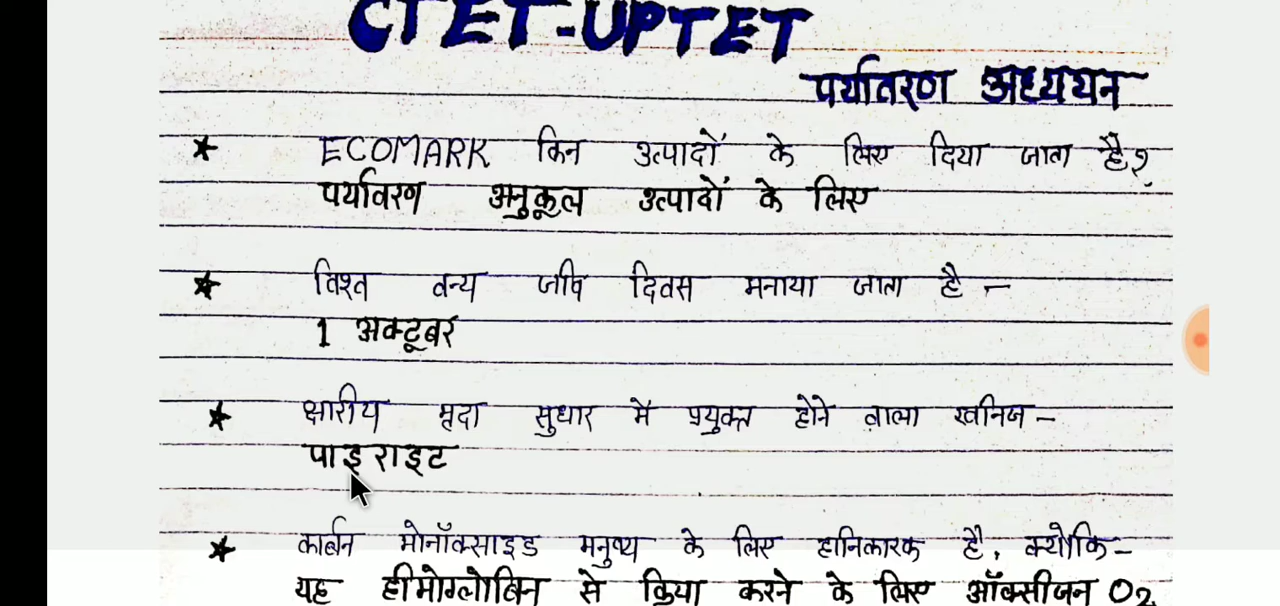 CTET-UPTET
पर्यावरण अध्ययन
★ ECOMARK किन उत्पादों के लिए दिया जाता है?
पर्यावरण अनुकूल उत्पादों के लिए
★ विश्व वन्य जीव दिवस मनाया जाता है –
1 अक्टूबर
★ क्षारीय मृदा सुधार में प्रयुक्त होने वाला खनिज –
पाइराइट
★ कार्बन मोनॉक्साइड मनुष्य के लिए हानिकारक है, क्योकि –
यह हीमोग्लोबिन से क्रिया करने के लिए ऑक्सीजन O2